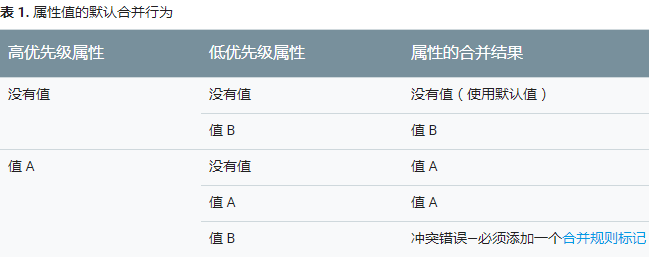 表 1. 属性值的默认合并行为
高优先级属性 低优先级属性 属性的合并结果
没有值 没有值 没有值（使用默认值）
值 B 值 B
值 A 没有值 值 A
值 A 值 A
值 B 冲突错误—必须添加一个合并规则标记